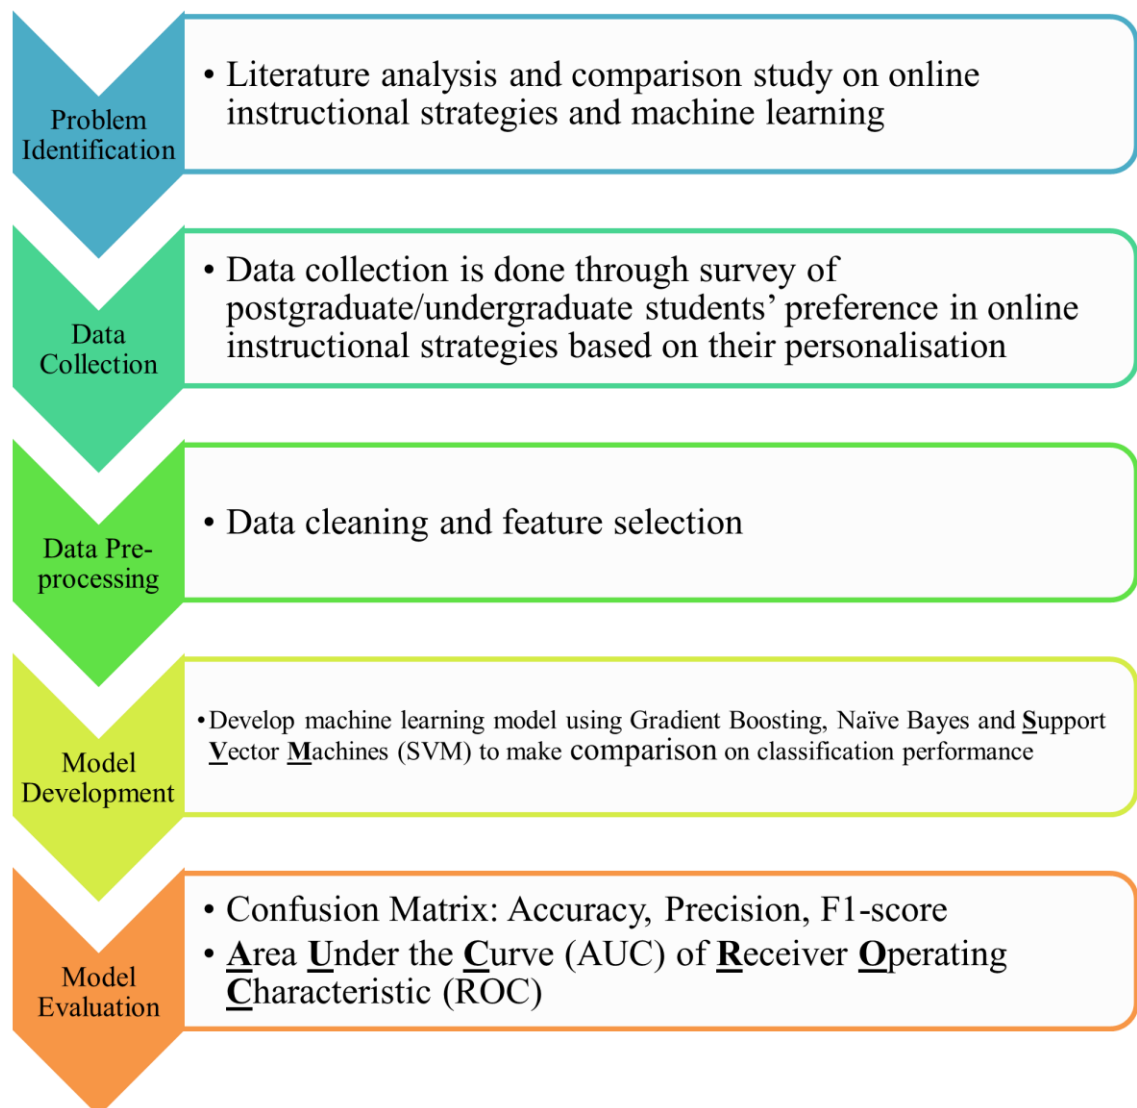 Problem
Identification
• Literature analysis and comparison study on online
instructional strategies and machine learning
Data
Collection
• Data collection is done through survey of
postgraduate/undergraduate students’ preference in online
instructional strategies based on their personalisation
Data Pre-
processing
• Data cleaning and feature selection
Model
Development
• Develop machine learning model using Gradient Boosting, Naïve Bayes and Support
Vector Machines (SVM) to make comparison on classification performance
Model
Evaluation
• Confusion Matrix: Accuracy, Precision, F1-score
• Area Under the Curve (AUC) of Receiver Operating
Characteristic (ROC)